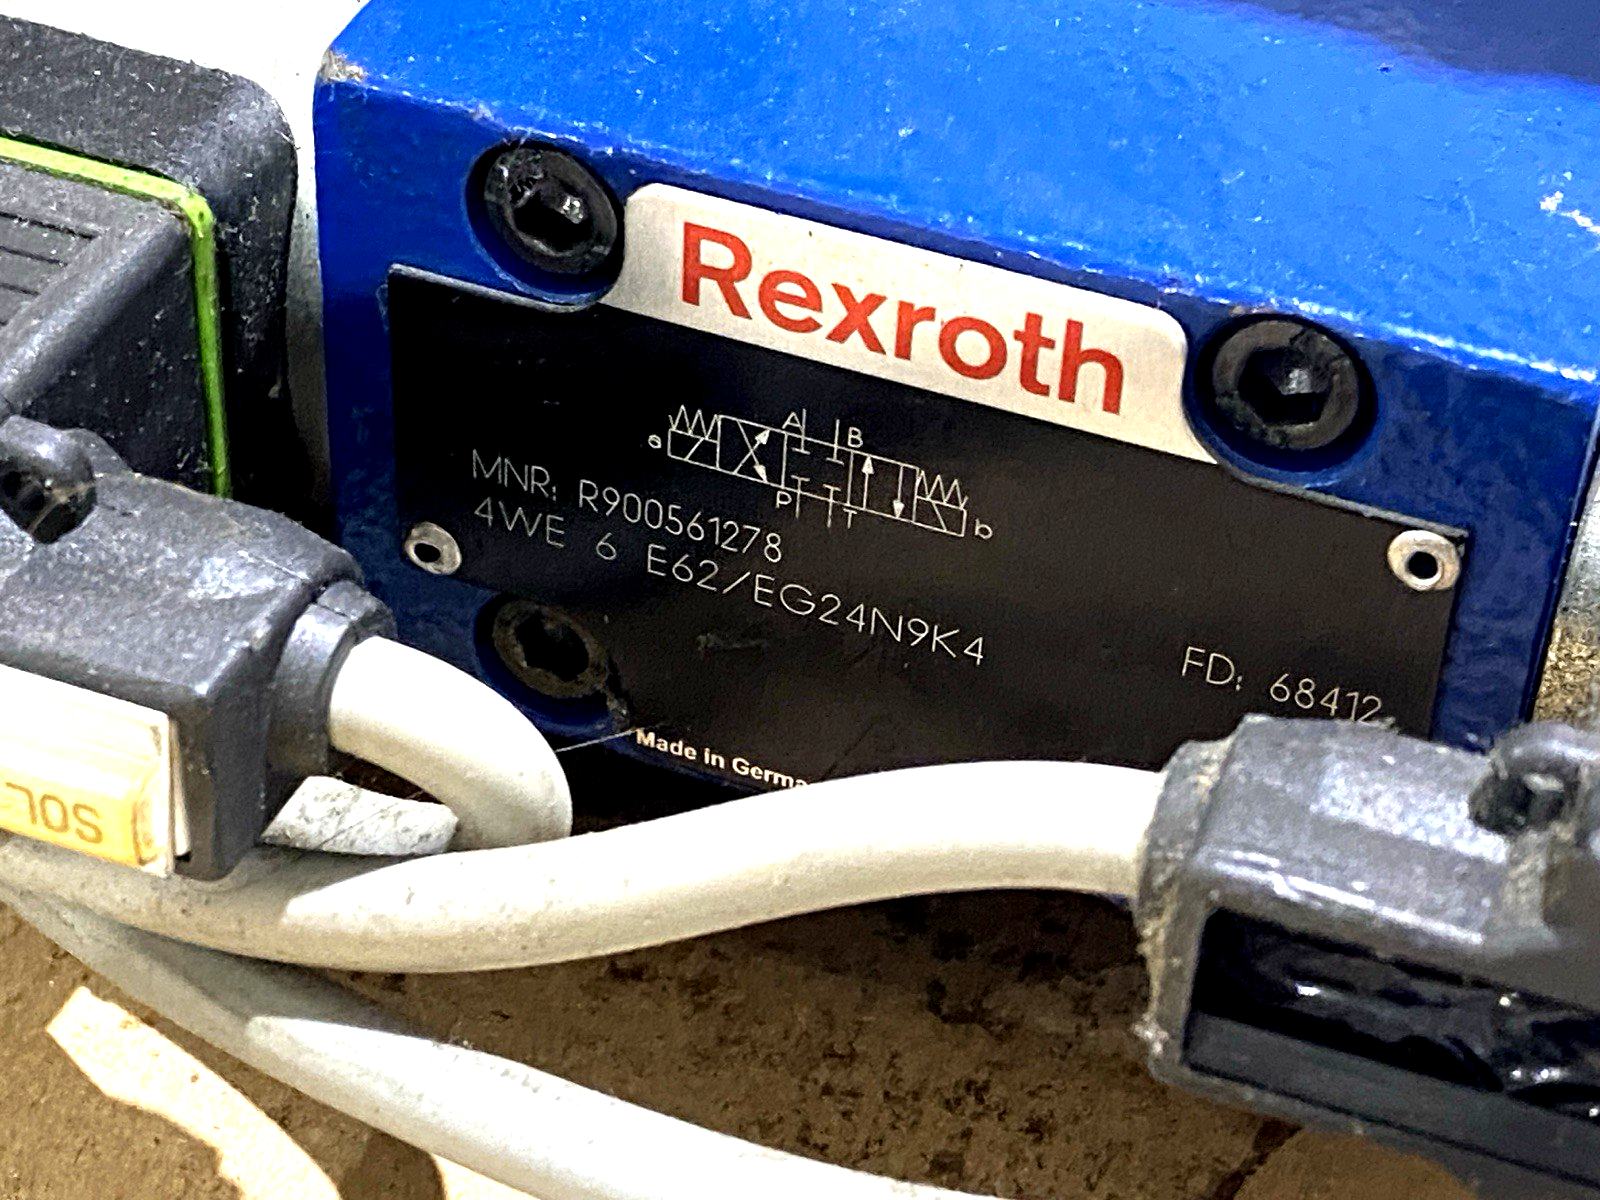 Rexroth
A B
a
b
P T
MNR: R900561278
4WE 6 E62/EG24N9K4
FD: 68412
Made in Germa
SOL